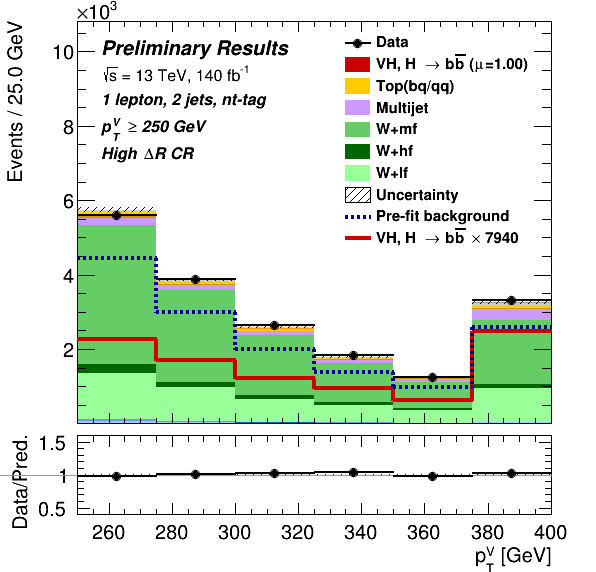 ×10³
Events / 25.0 GeV
10
8
6
4
2
Preliminary Results
√s = 13 TeV, 140 fb⁻¹
1 lepton, 2 jets, nt-tag
p_T^V ≥ 250 GeV
High ΔR CR
Data
VH, H → bb̅ (μ=1.00)
Top(bq/qq)
Multijet
W+mf
W+hf
W+lf
Uncertainty
Pre-fit background
VH, H → bb̅ × 7940
Data/Pred.
1.5
1
0.5
260 280 300 320 340 360 380 400
p_T^V [GeV]